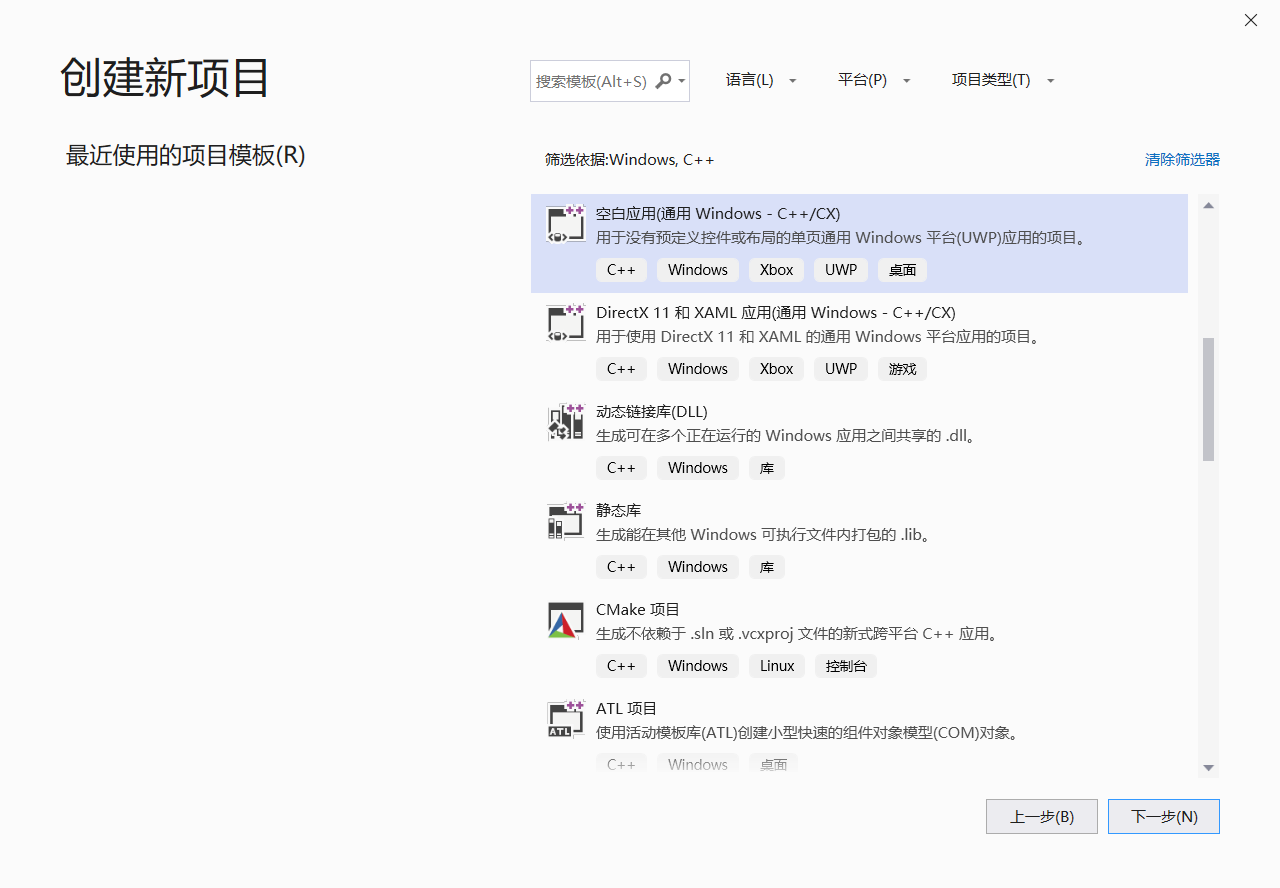 创建新项目
搜索模板(Alt+S)
语言(L)
平台(P)
项目类型(T)
最近使用的项目模板(R)
筛选依据:Windows, C++
清除筛选器
空白应用(通用 Windows - C++/CX)
用于没有预定义控件或布局的单页通用 Windows 平台(UWP)应用的项目。
C++ Windows Xbox UWP 桌面
DirectX 11 和 XAML 应用(通用 Windows - C++/CX)
用于使用 DirectX 11 和 XAML 的通用 Windows 平台应用的项目。
C++ Windows Xbox UWP 游戏
动态链接库(DLL)
生成可在多个正在运行的 Windows 应用之间共享的 .dll。
C++ Windows 库
静态库
生成能在其他 Windows 可执行文件内打包的 .lib。
C++ Windows 库
CMake 项目
生成不依赖于 .sln 或 .vcxproj 文件的新式跨平台 C++ 应用。
C++ Windows Linux 控制台
ATL 项目
ATL
使用活动模板库(ATL)创建小型快速的组件对象模型(COM)对象。
C++ Windows 桌面
上一步(B)
下一步(N)